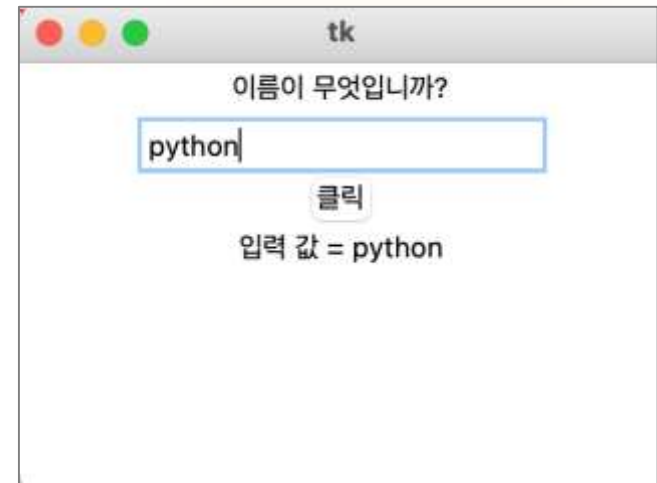 tk
이름이 무엇입니까?
python
클릭
입력 값 = python